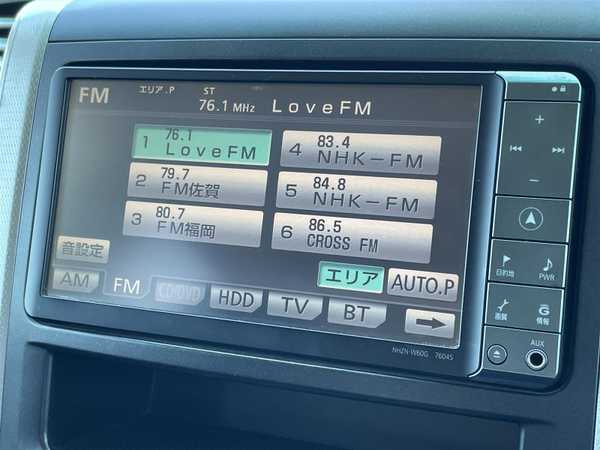 FM
エリア.P
ST
76.1 MHz LoveFM
1 76.1 LoveFM
2 79.7 FM佐賀
3 80.7 FM福岡
4 83.4 NHK-FM
5 84.8 NHK-FM
6 86.5 CROSS FM
音設定
エリア
AUTO.P
AM
FM
CD・DVD
HDD
TV
BT
NHZN-W60G 76045
目的地
PWR
画質
G
情報
AUX